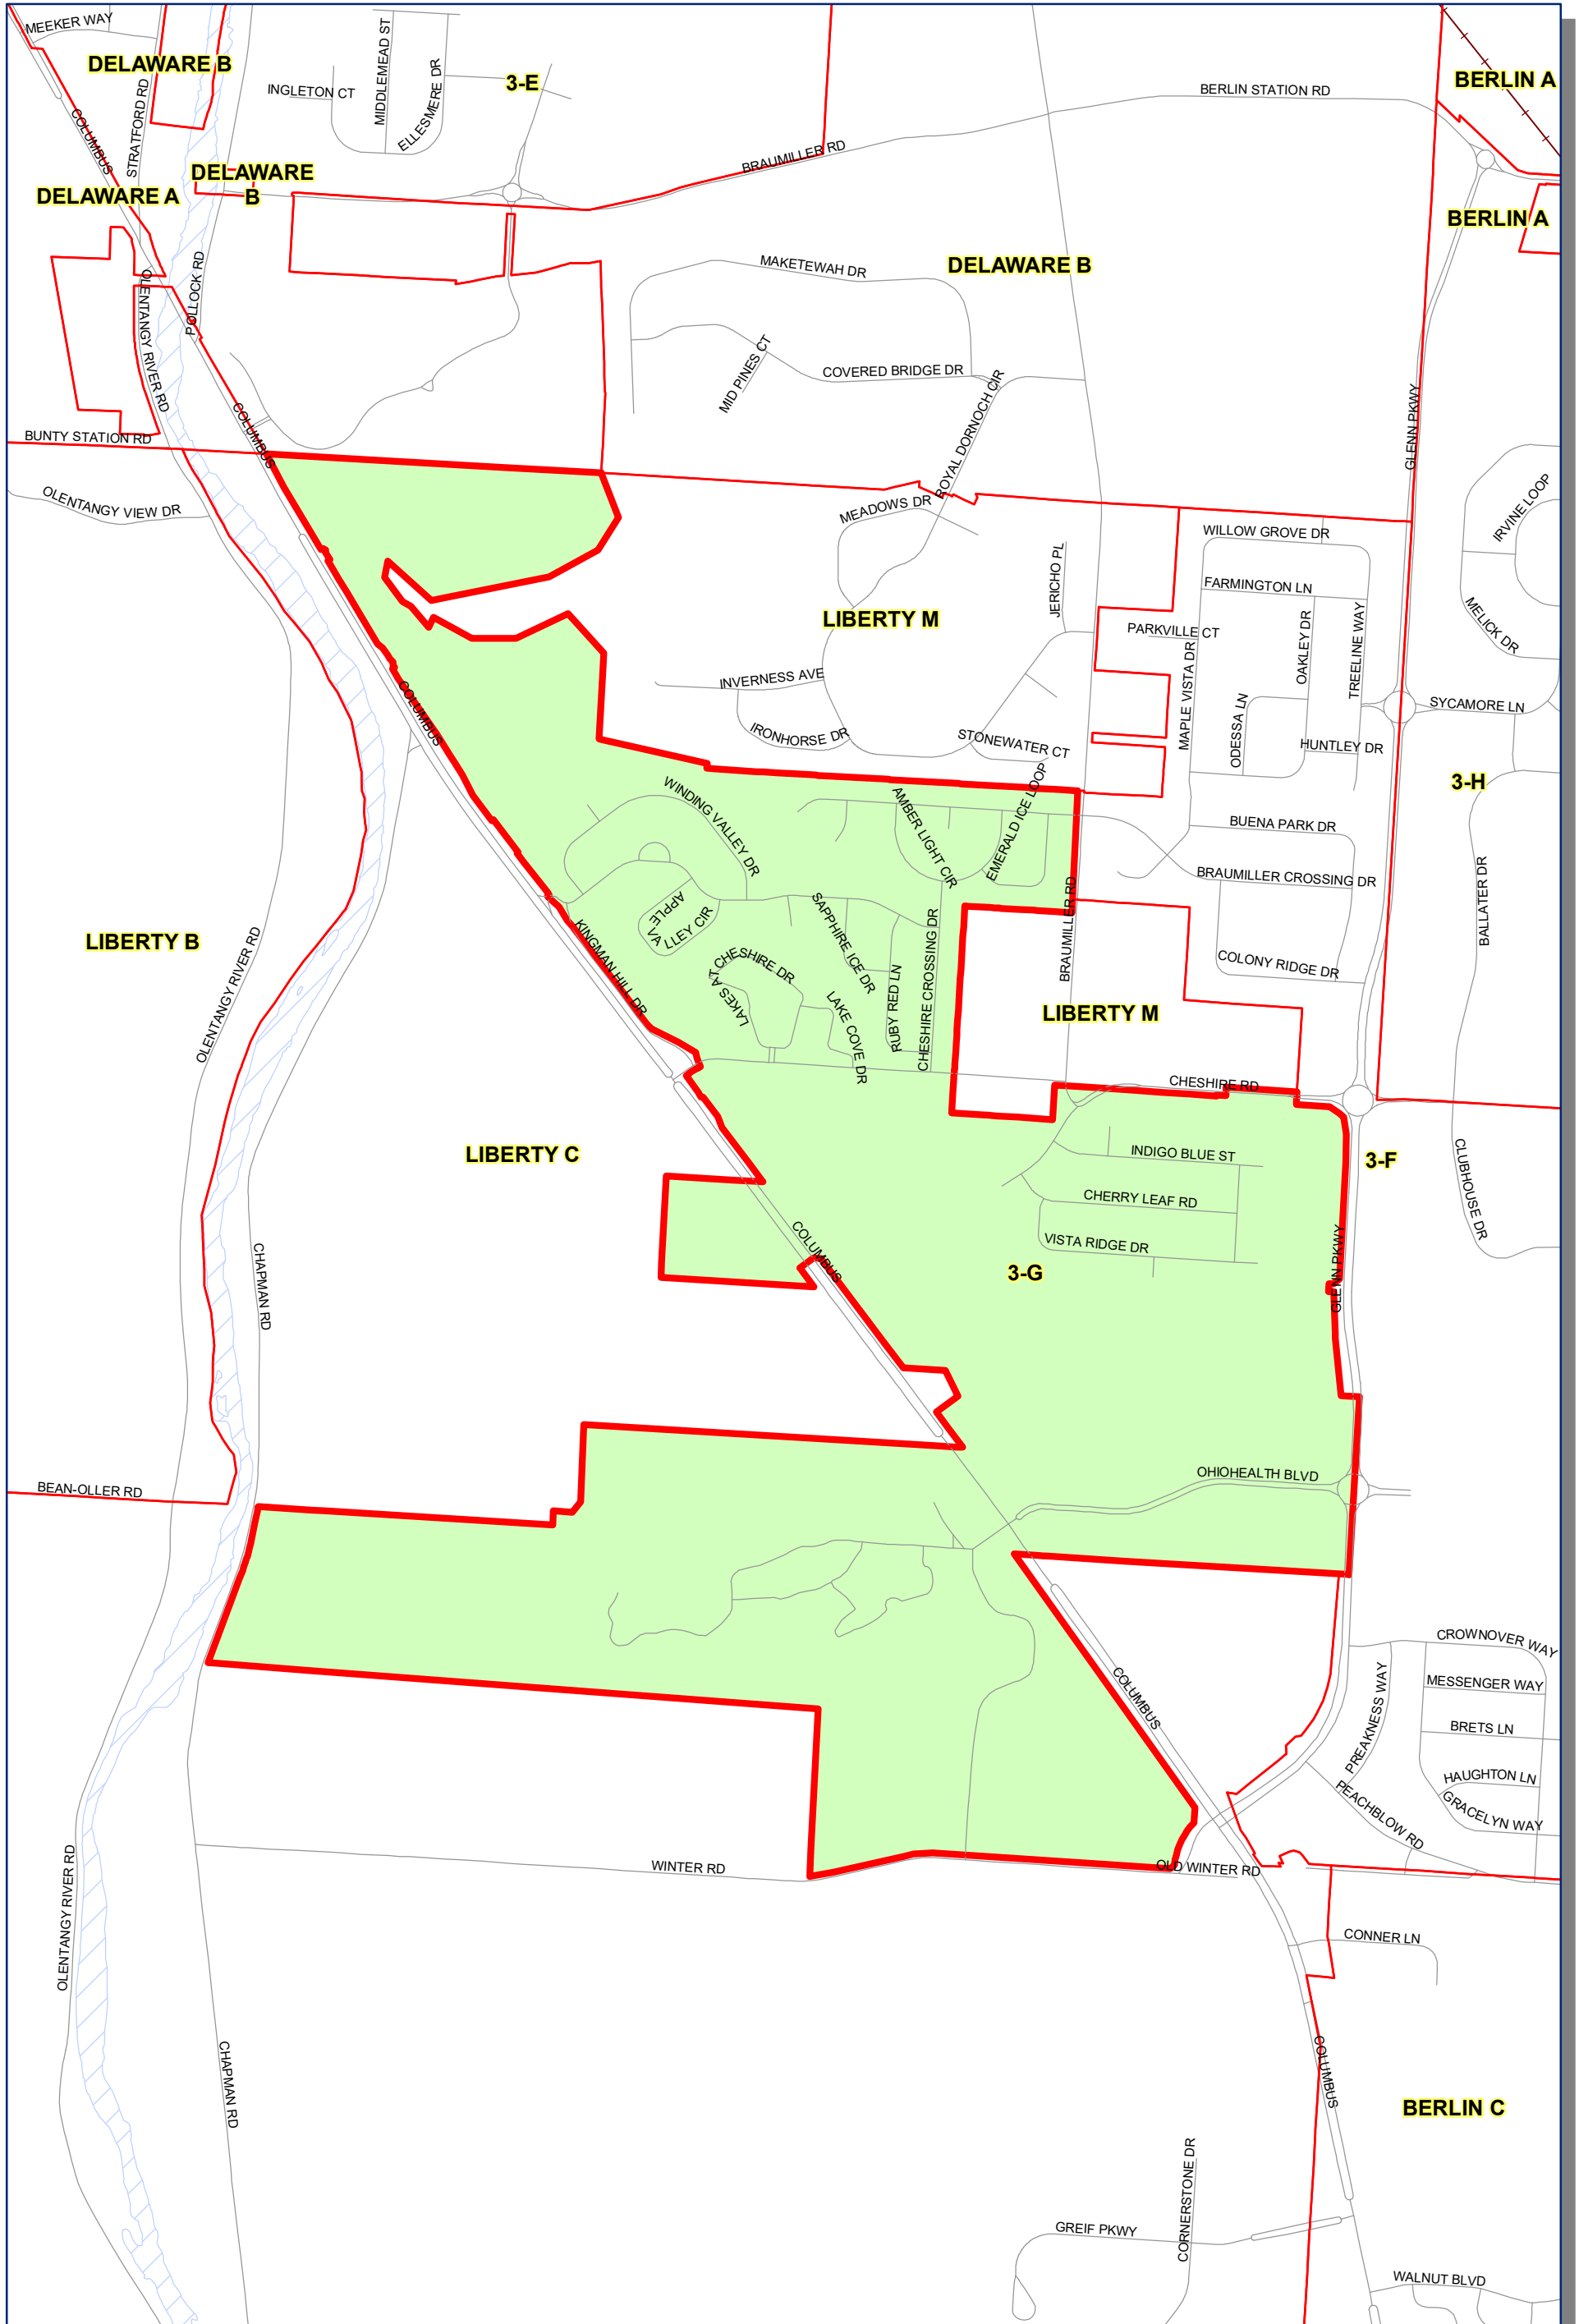 MEEKER WAY
DELAWARE B
3-E
BERLIN A
INGLETON CT
MIDDLEMEAD ST
ELLESMERE DR
BERLIN STATION RD
COLUMBUS
STRATFORD RD
BRAUMILLER RD
DELAWARE A
DELAWARE
B
BERLIN A
DELAWARE B
MAKETEWAH DR
OLENTANGY RIVER RD
POLLOCK RD
MID PINES CT
COVERED BRIDGE DR
ROYAL DORNOCH CIR
GLENN PKWY
BUNTY STATION RD
COLUMBUS
OLENTANGY VIEW DR
MEADOWS DR
WILLOW GROVE DR
IRVINE LOOP
JERICHO PL
FARMINGTON LN
LIBERTY M
PARKVILLE CT
OAKLEY DR
TREELINE WAY
MELICK DR
INVERNESS AVE
MAPLE VISTA DR
SYCAMORE LN
COLUMBUS
IRONHORSE DR
STONEWATER CT
ODESSA LN
HUNTLEY DR
3-H
WINDING VALLEY DR
AMBER LIGHT CIR
EMERALD ICE LOOP
BUENA PARK DR
BRAUMILLER CROSSING DR
BALLATER DR
APPLE VALLEY CIR
SAPPHIRE ICE DR
CHESHIRE CROSSING DR
BRAUMILLER RD
LIBERTY B
OLENTANGY RIVER RD
KINGMAN HILL DR
LAKES AT CHESHIRE DR
COLONY RIDGE DR
LAKE COVE DR
RUBY RED LN
LIBERTY M
CHESHIRE RD
LIBERTY C
INDIGO BLUE ST
3-F
CLUBHOUSE DR
CHERRY LEAF RD
COLUMBUS
VISTA RIDGE DR
CHAPMAN RD
3-G
GLENN PKWY
BEAN-OLLER RD
OHIOHEALTH BLVD
CROWNOVER WAY
COLUMBUS
PREAKNESS WAY
MESSENGER WAY
BRETS LN
HAUGHTON LN
PEACHBLOW RD
GRACELYN WAY
OLENTANGY RIVER RD
WINTER RD
OLD WINTER RD
CONNER LN
CHAPMAN RD
COLUMBUS
BERLIN C
CORNERSTONE DR
GREIF PKWY
WALNUT BLVD